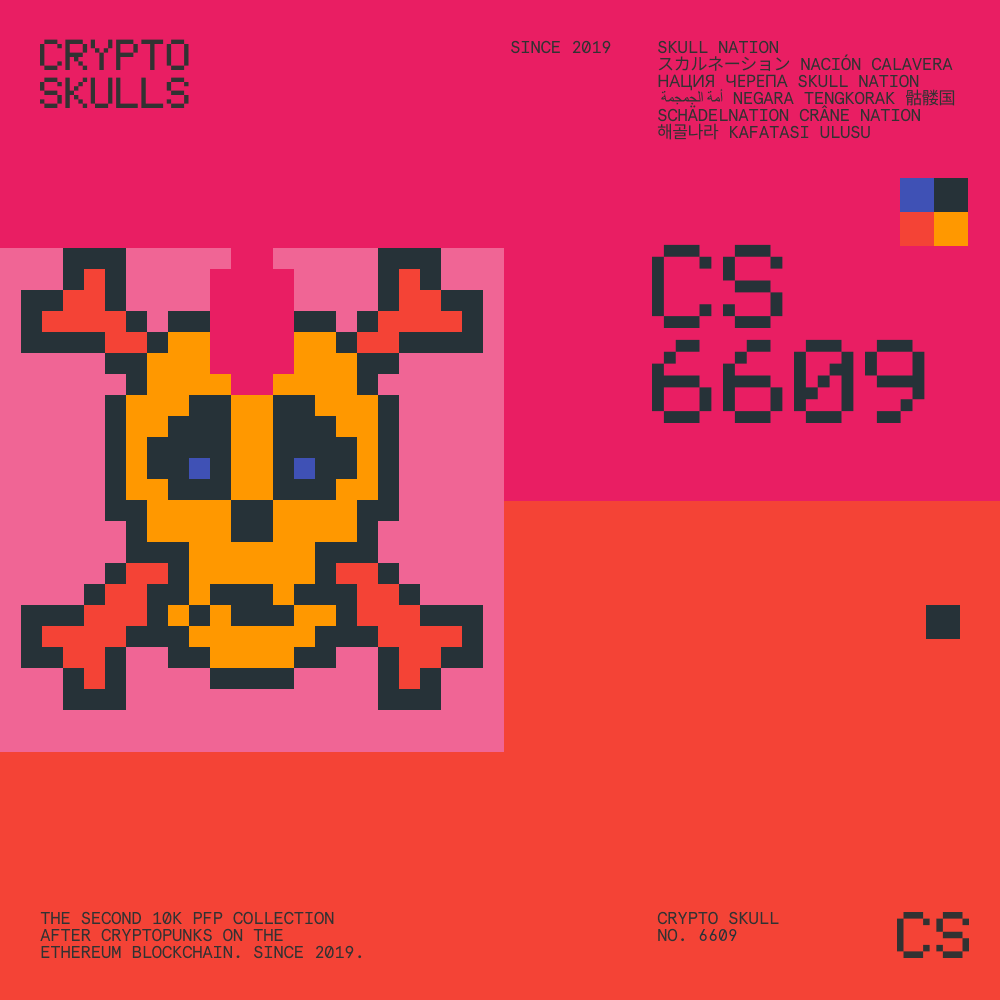 CRYPTO
SKULLS
SINCE 2019
SKULL NATION
スカルネーション NACIÓN CALAVERA
НАЦИЯ ЧЕРЕПА SKULL NATION
أمة الجمجمة NEGARA TENGKORAK 骷髅国
SCHÄDELNATION CRÂNE NATION
해골나라 KAFATASI ULUSU
CS
6609
THE SECOND 10K PFP COLLECTION
AFTER CRYPTOPUNKS ON THE
ETHEREUM BLOCKCHAIN. SINCE 2019.
CRYPTO SKULL
NO. 6609
CS